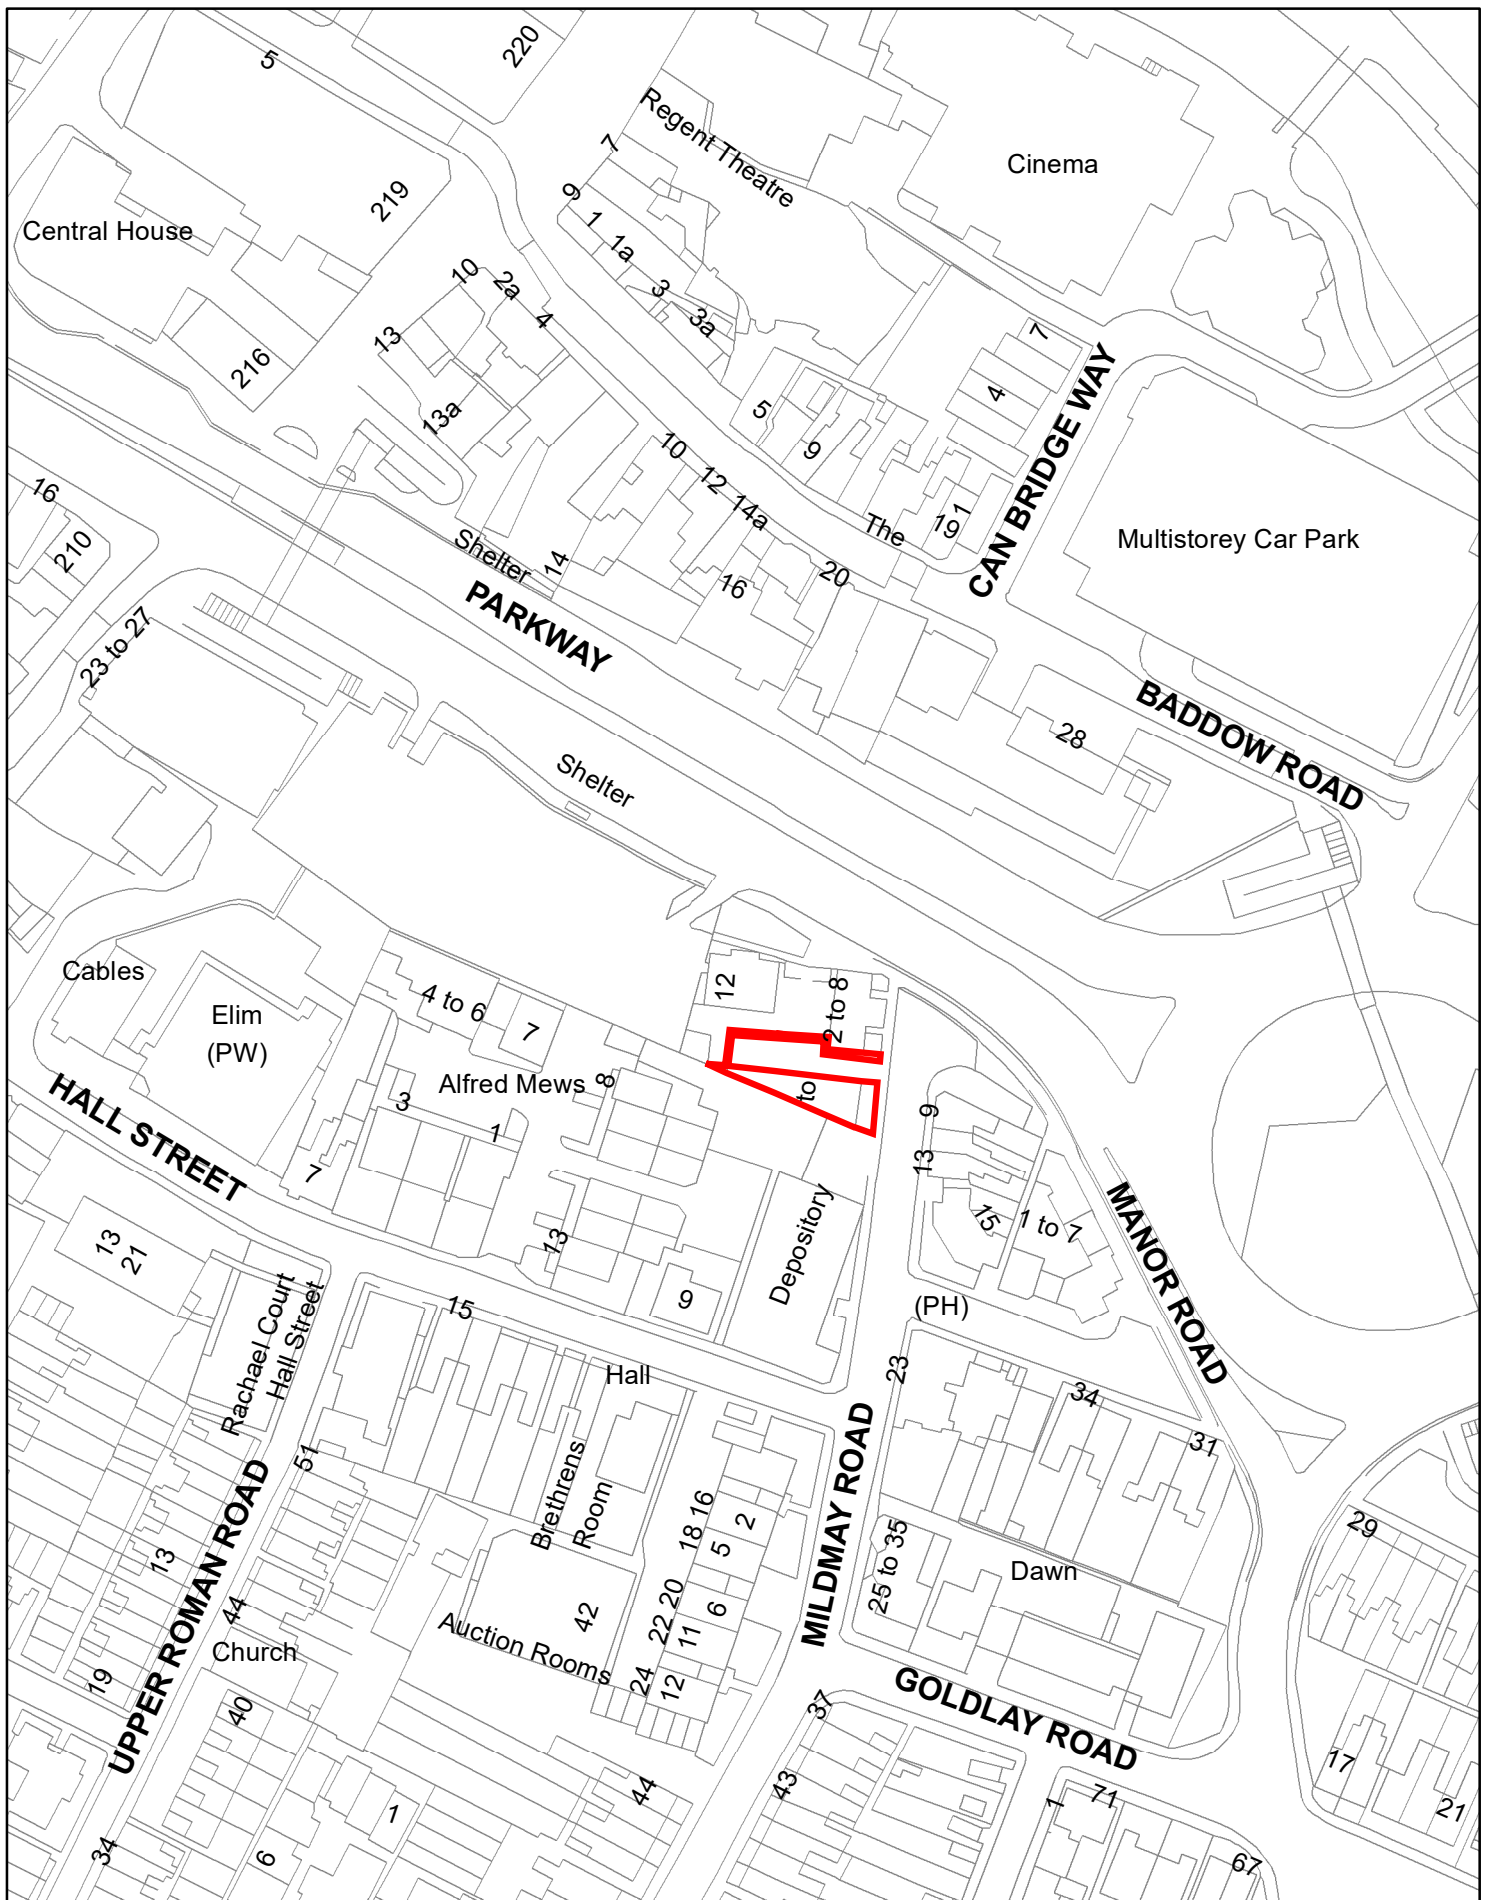 5
220
Regent Theatre
Cinema
7
9
1
1a
3
3a
219
Central House
10
2a
4
13
216
13a
7
4
CAN BRIDGE WAY
5
9
10
12
14a
The
19
1
Multistorey Car Park
16
210
Shelter
14
PARKWAY
16
20
23 to 27
BADDOW ROAD
28
Shelter
Cables
Elim
(PW)
4 to 6
7
12
2 to 8
Alfred Mews
8
to
3
1
9
HALL STREET
7
13
15
1 to 7
MANOR ROAD
Depository
13
21
13
9
(PH)
Rachael Court
Hall Street
15
Hall
23
34
31
51
Brethrens
Room
MILDMAY ROAD
16
18
2
5
29
UPPER ROMAN ROAD
13
25 to 35
Dawn
44
42
20
22
6
11
Church
Auction Rooms
19
24
12
GOLDLAY ROAD
40
37
17
43
44
71
1
1
21
34
6
67